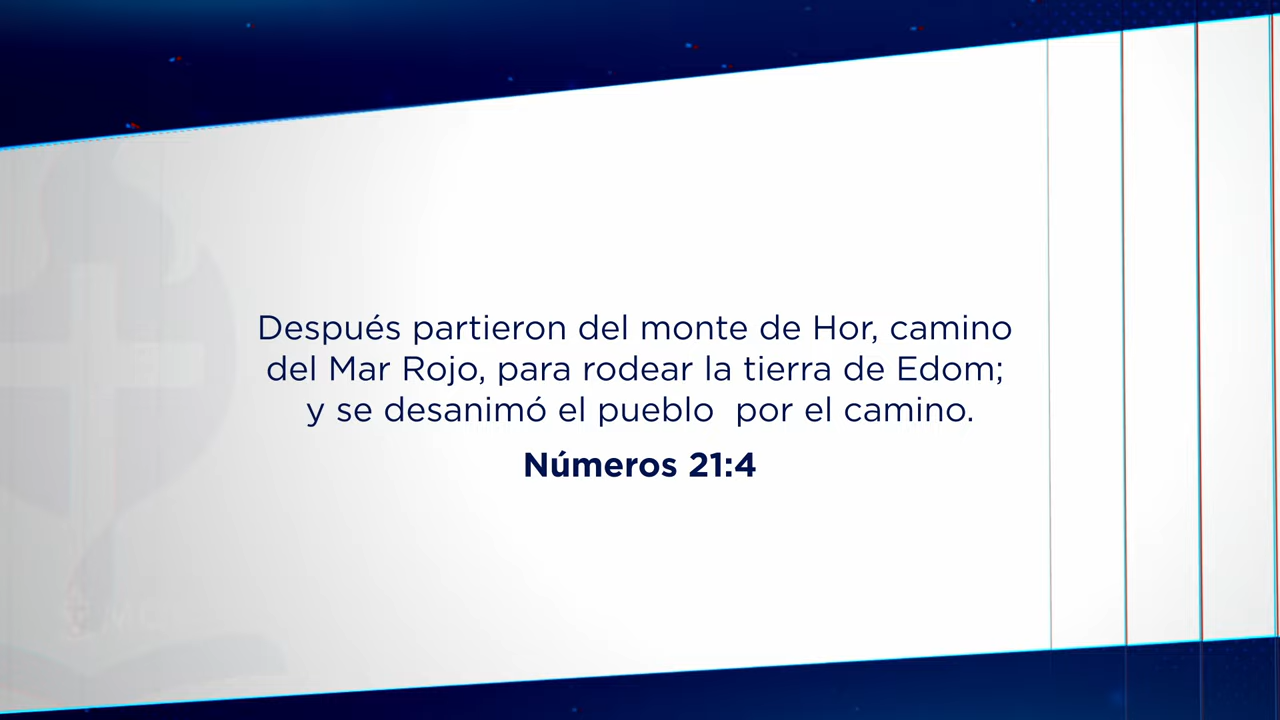 Después partieron del monte de Hor, camino
del Mar Rojo, para rodear la tierra de Edom;
y se desanimó el pueblo  por el camino.
Números 21:4